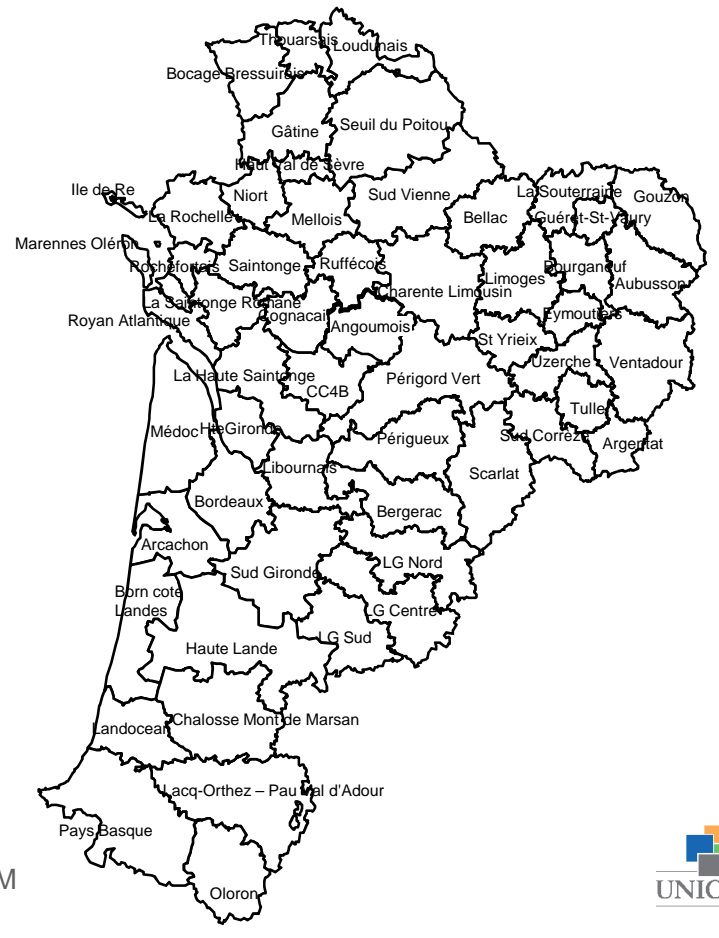 Thouarsais
Loudunais
Bocage Bressuirais
Gâtine
Seuil du Poitou
Haut Val de Sèvre
Ile de Re
Niort
Sud Vienne
La Souterraine
Gouzon
La Rochelle
Mellois
Bellac
Guéret-St-Vaury
Marennes Oléron
Rochefortais
Saintonge
Ruffécois
Bourganeuf
Charente Limousin
Limoges
Aubusson
La Saintonge Romane
Royan Atlantique
Cognacai
Angoumois
Eymoutiers
St Yrieix
Uzerche
Ventadour
La Haute Saintonge
CC4B
Périgord Vert
Tulle
Médoc
HteGironde
Périgueux
Sud Corrèze
Argentat
Libournais
Scarlat
Bordeaux
Bergerac
Arcachon
Sud Gironde
LG Nord
Born cote
Landes
LG Centre
LG Sud
Haute Lande
Landocean
Chalosse Mont de Marsan
Lacq-Orthez – Pau Val d'Adour
Pays Basque
Oloron
M
UNIC